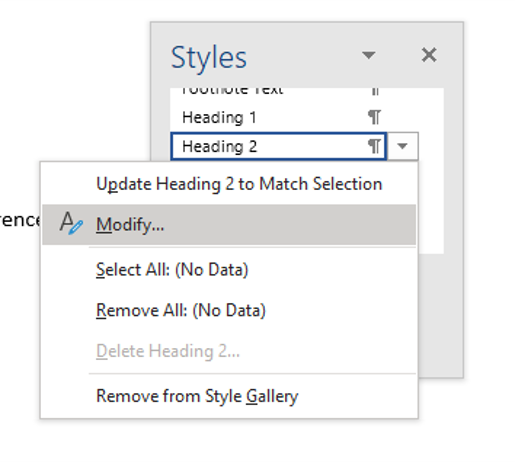 Styles
Footnote Text
Heading 1
Heading 2
Update Heading 2 to Match Selection
Modify...
Select All: (No Data)
Remove All: (No Data)
Delete Heading 2...
Remove from Style Gallery